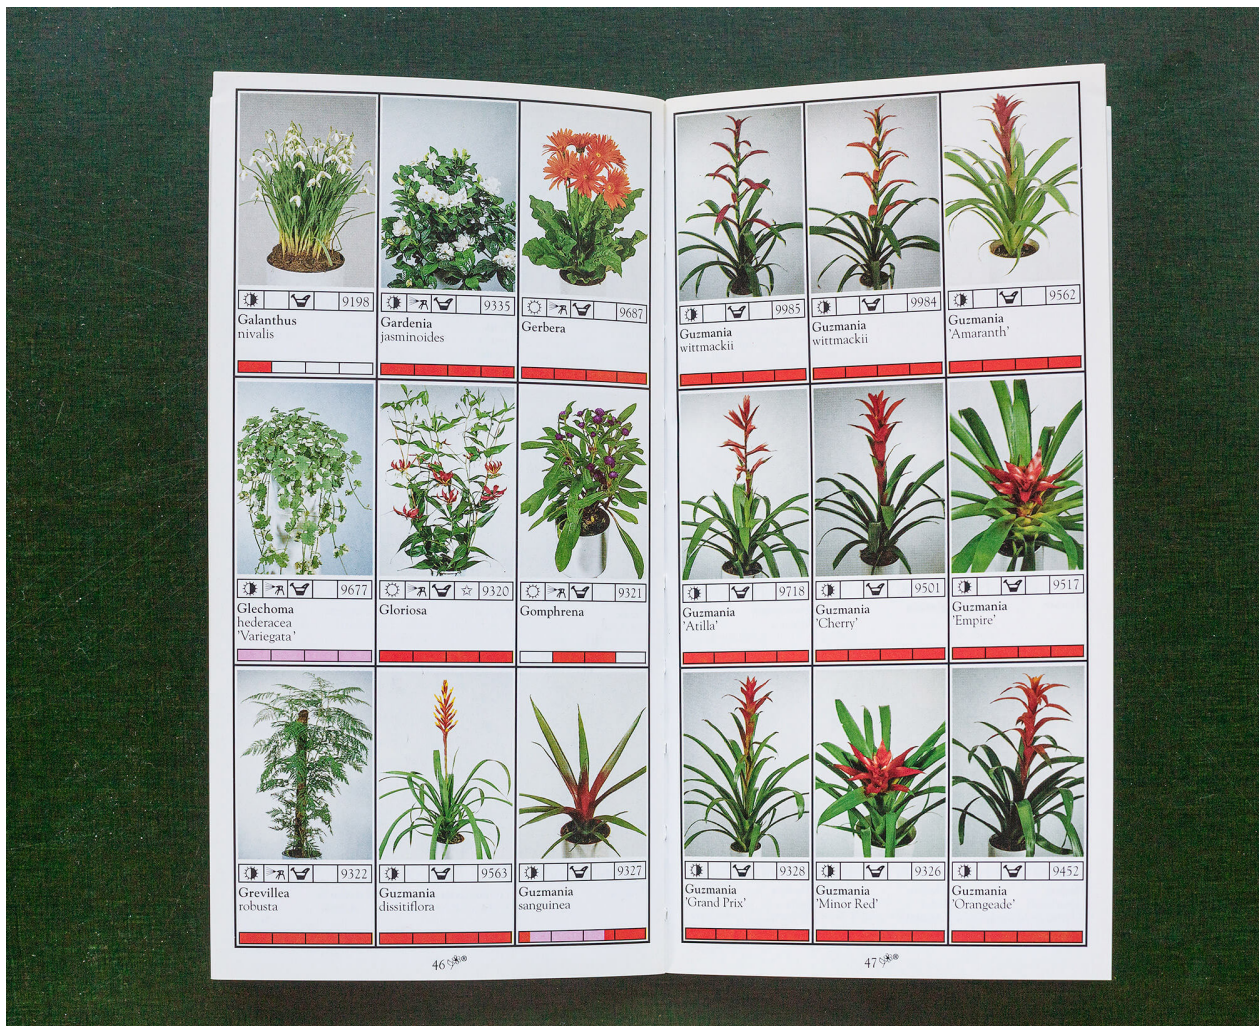 9198
Galanthus
nivalis
9335
Gardenia
jasminoides
9687
Gerbera
9677
Glechoma
hederacea
'Variegata'
9320
Gloriosa
9321
Gomphrena
9322
Grevillea
robusta
9563
Guzmania
dissitiflora
9327
Guzmania
sanguinea
46
9985
Guzmania
wittmackii
9984
Guzmania
wittmackii
9562
Guzmania
'Amaranth'
9718
Guzmania
'Atilla'
9501
Guzmania
'Cherry'
9517
Guzmania
'Empire'
9328
Guzmania
'Grand Prix'
9326
Guzmania
'Minor Red'
9452
Guzmania
'Orangeade'
47